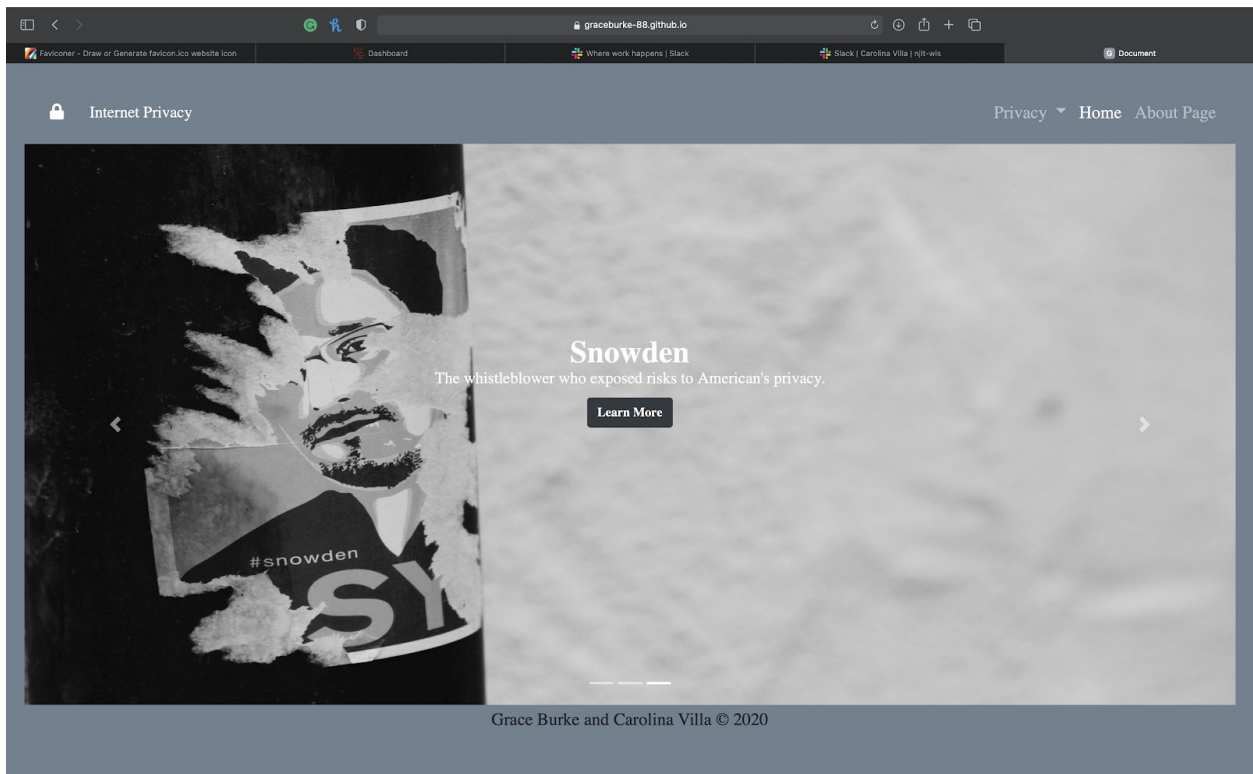 graceburke-88.github.io
Faviconer - Draw or Generate favicon.ico website icon
Dashboard
Where work happens | Slack
Slack | Carolina Villa | njit-wis
G Document
Internet Privacy
Privacy Home About Page
Snowden
The whistleblower who exposed risks to American's privacy.
Learn More
#snowden
SY
Grace Burke and Carolina Villa © 2020